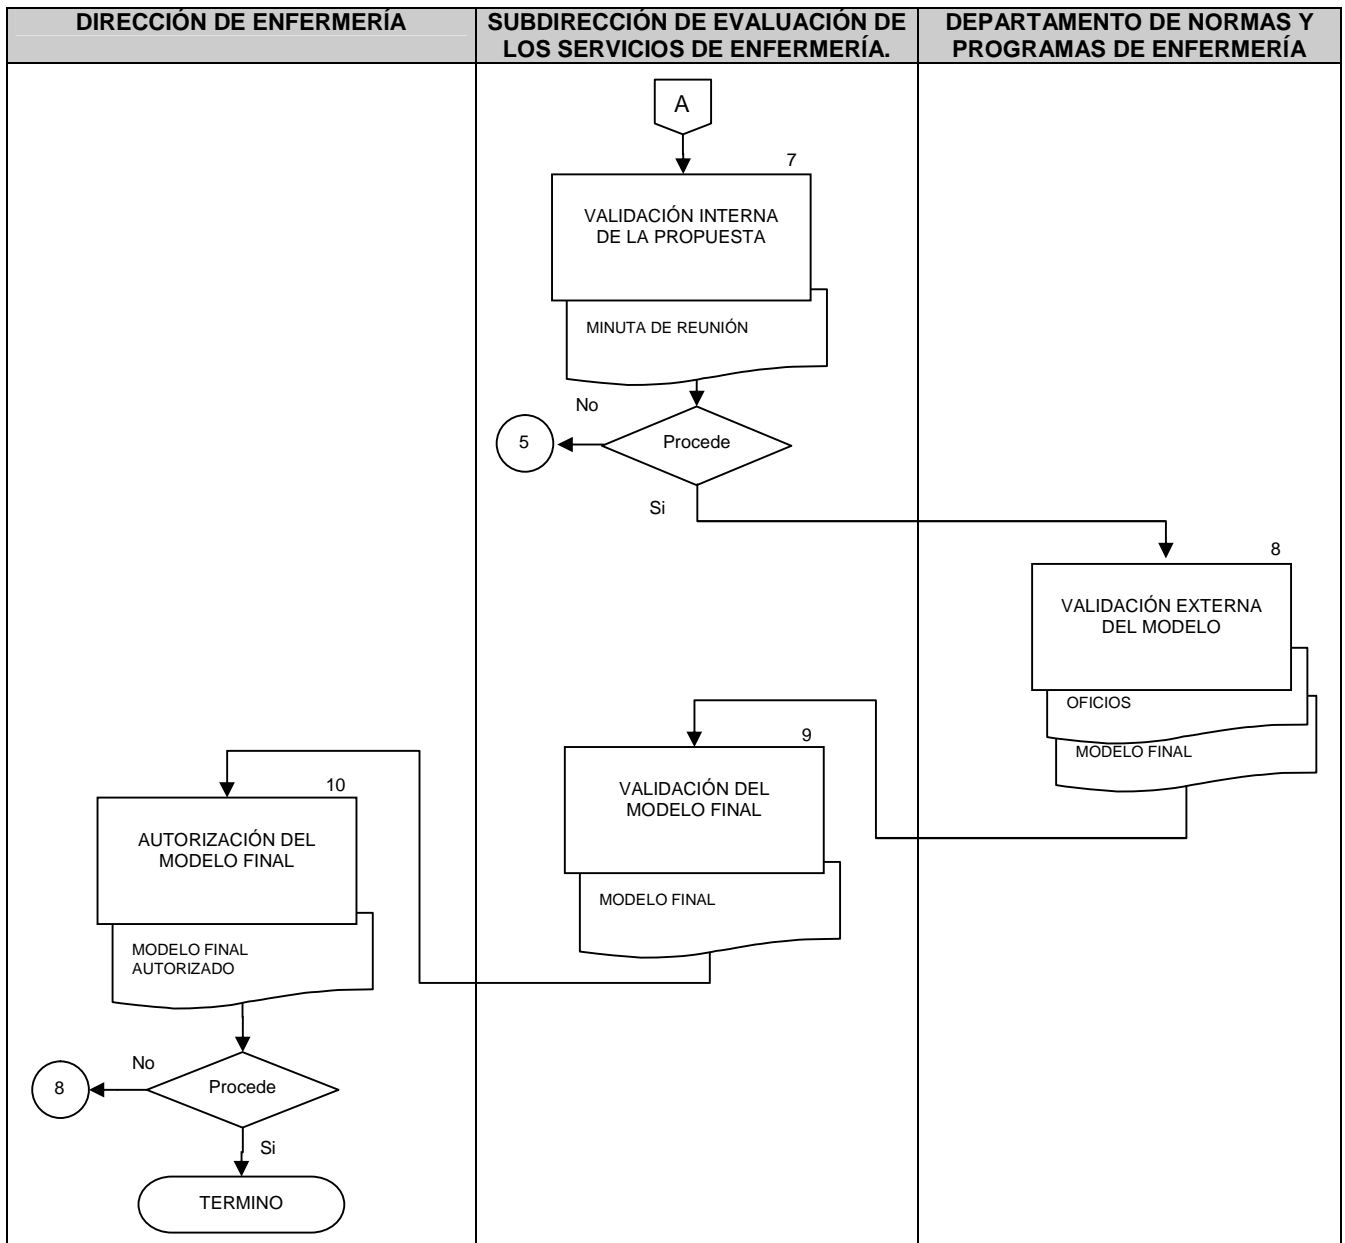 DIRECCIÓN DE ENFERMERÍA
SUBDIRECCIÓN DE EVALUACIÓN DE
LOS SERVICIOS DE ENFERMERÍA.
DEPARTAMENTO DE NORMAS Y
PROGRAMAS DE ENFERMERÍA
A
7
VALIDACIÓN INTERNA
DE LA PROPUESTA
MINUTA DE REUNIÓN
No
5
Procede
Si
8
VALIDACIÓN EXTERNA
DEL MODELO
OFICIOS
MODELO FINAL
9
VALIDACIÓN DEL
MODELO FINAL
MODELO FINAL
10
AUTORIZACIÓN DEL
MODELO FINAL
MODELO FINAL
AUTORIZADO
No
8
Procede
Si
TERMINO